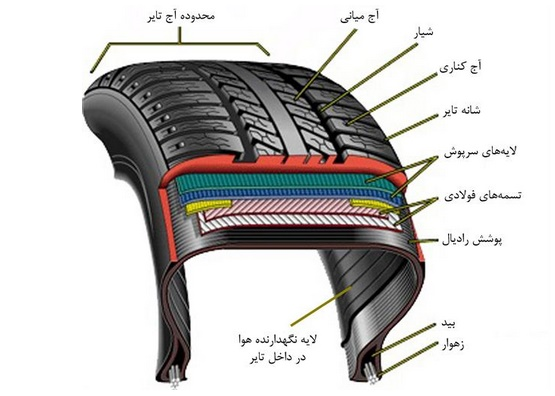 محدوده آج تایر
آج میانی
شیار
آج کناری
شانه تایر
لایه‌های سرپوش
تسمه‌های فولادی
پوشش رادیال
لایه نگهدارنده هوا
در داخل تایر
بید
زهوار